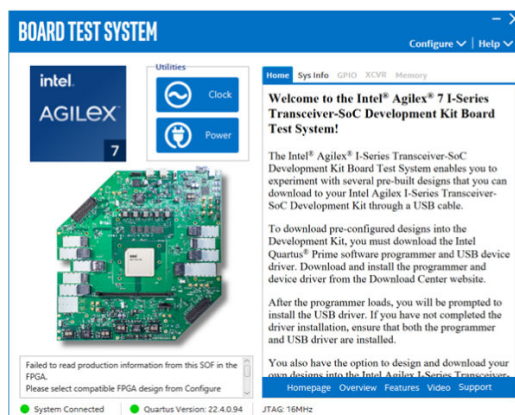 BOARD TEST SYSTEM
Configure Help
intel.
AGILEX
7
Utilities
Clock
Power
Failed to read production information from this SOF in the
FPGA.
Please select compatible FPGA design from Configure
System Connected Quartus Version: 22.4.0.94 JTAG: 16MHz
Home Sys Info GPIO XCVR Memory
Welcome to the Intel® Agilex® 7 I-Series
Transceiver-SoC Development Kit Board
Test System!
The Intel® Agilex® I-Series Transceiver-SoC
Development Kit Board Test System enables you to
experiment with several pre-built designs that you can
download to your Intel Agilex I-Series Transceiver-
SoC Development Kit through a USB cable.
To download pre-configured designs into the
Development Kit, you must download the Intel
Quartus® Prime software programmer and USB device
driver. Download and install the programmer and
device driver from the Download Center website.
After the programmer loads, you will be prompted to
install the USB driver. If you have not completed the
driver installation, ensure that both the programmer
and USB driver are installed.
You also have the option to design and download your
own designs into the Intel Agilex I-Series Transceiver-
Homepage Overview Features Video Support